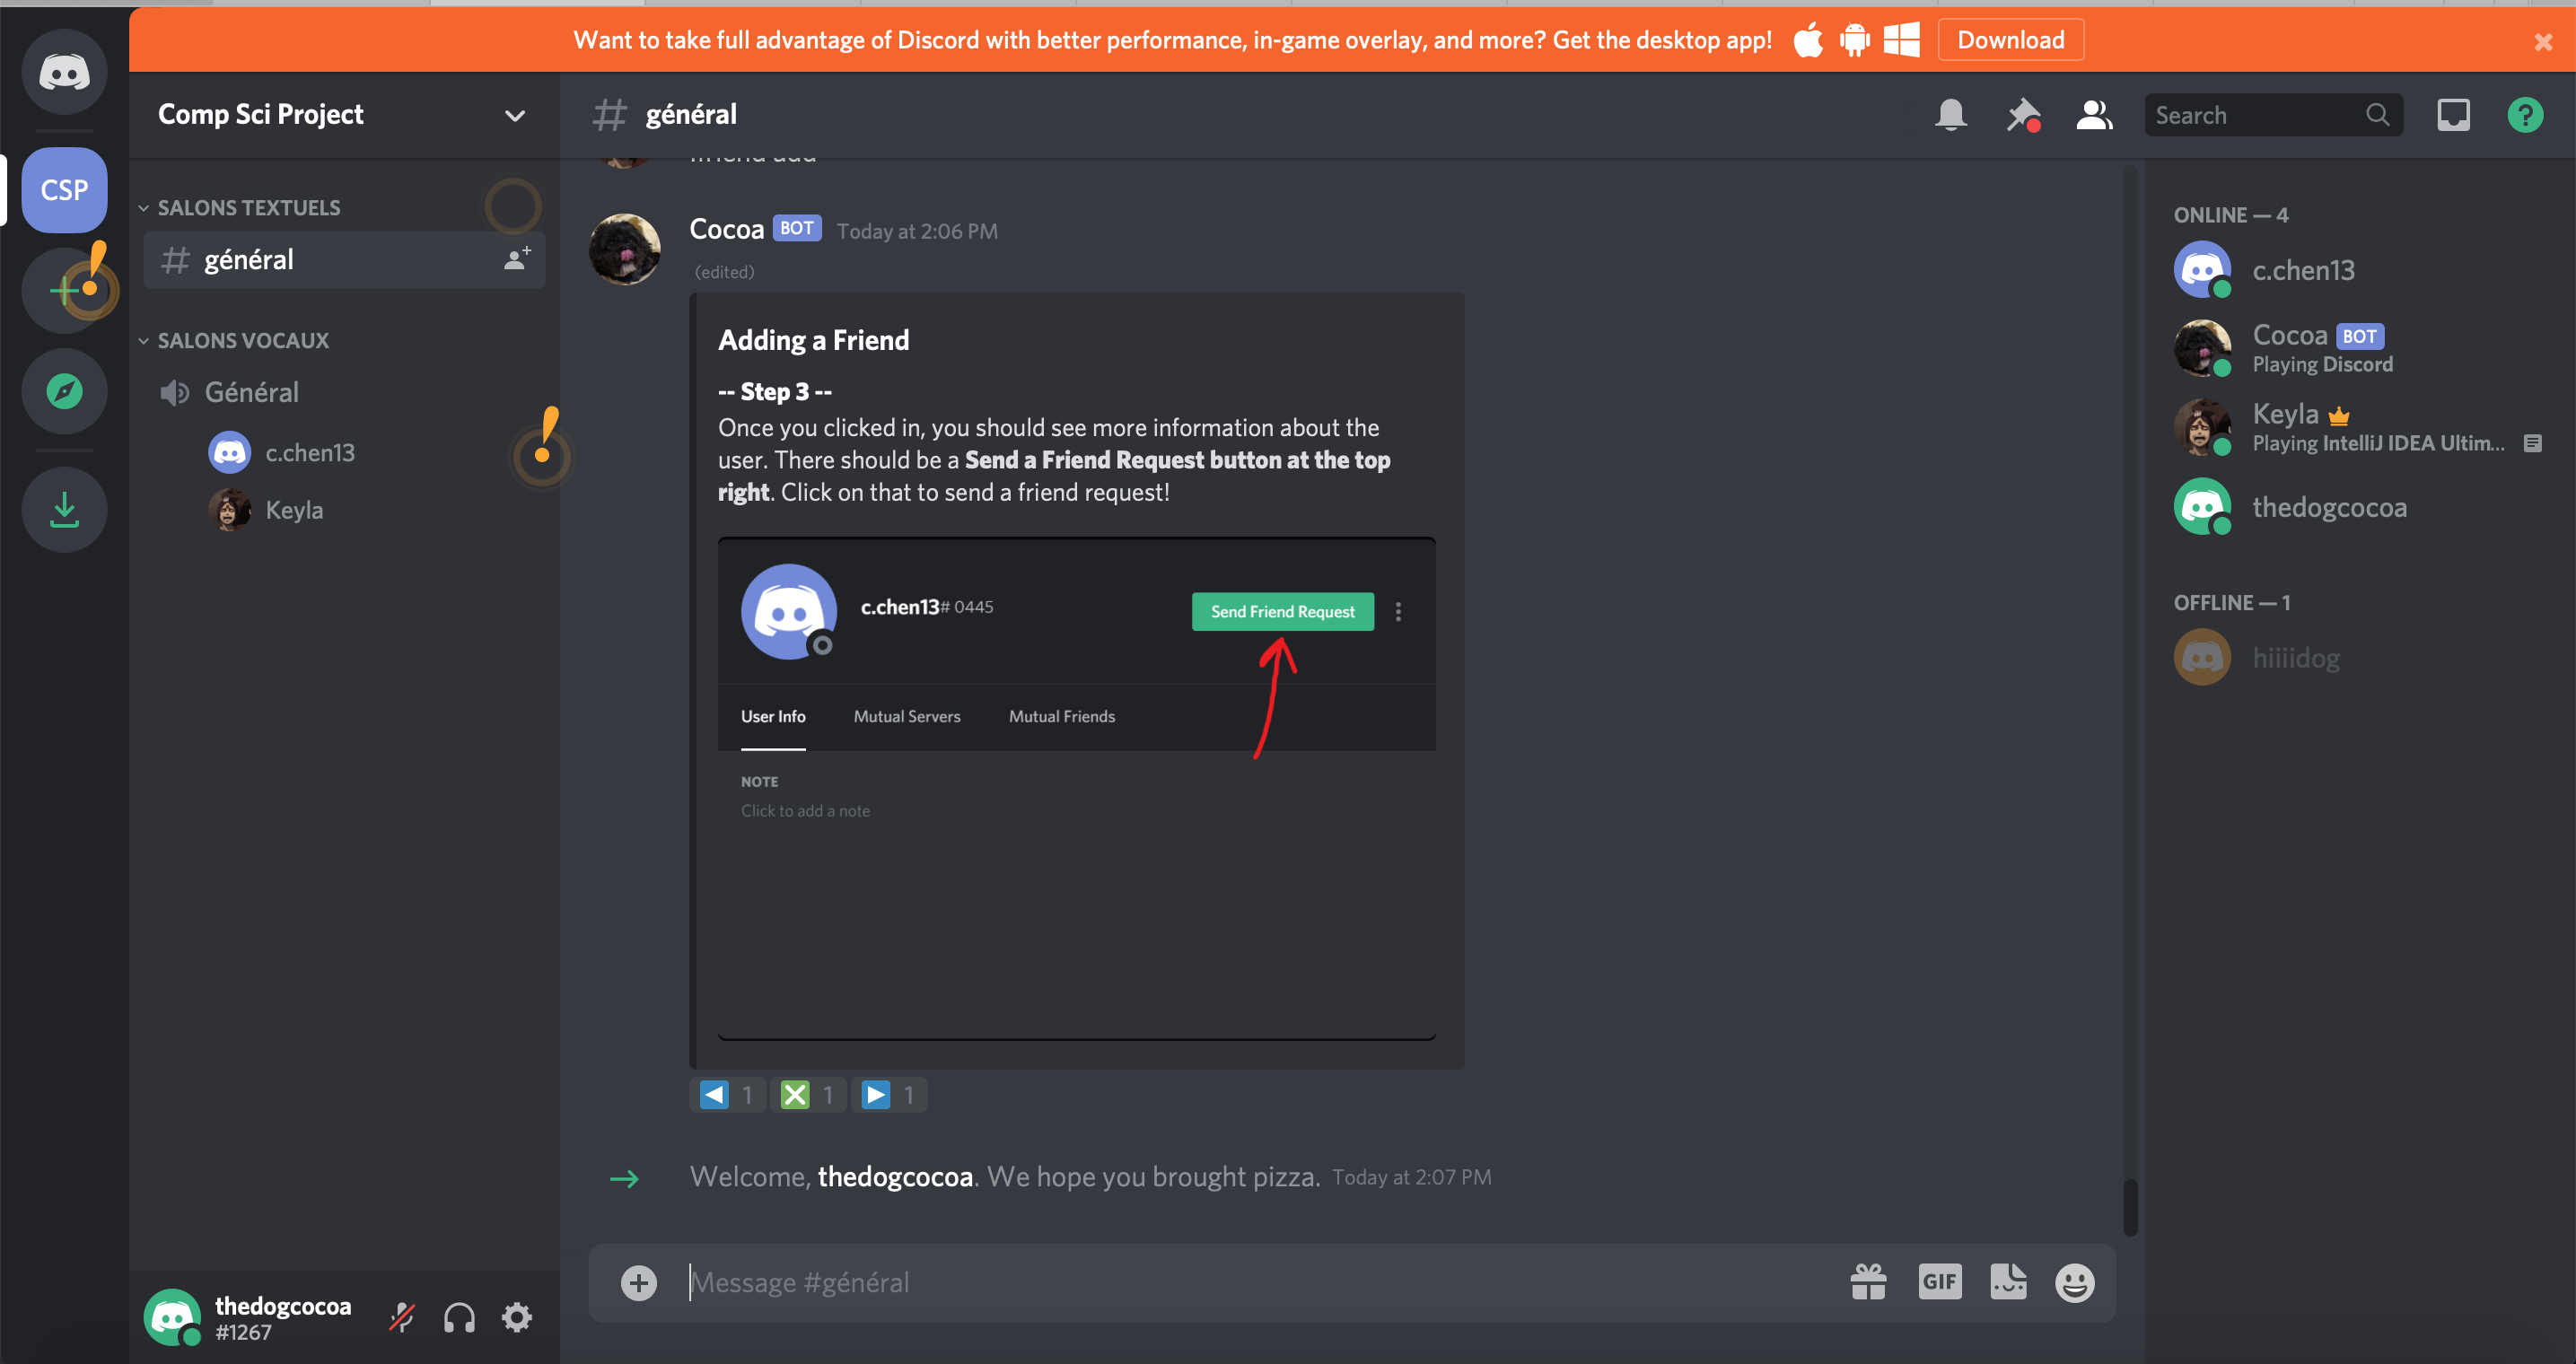 Want to take full advantage of Discord with better performance, in-game overlay, and more? Get the desktop app!
Download
Comp Sci Project
CSP
SALONS TEXTUELS
général
SALONS VOCAUX
Général
c.chen13
Keyla
thedogcocoa
#1267
# général
Search
?
...friend add
Cocoa BOT Today at 2:06 PM
(edited)
Adding a Friend
-- Step 3 --
Once you clicked in, you should see more information about the
user. There should be a Send a Friend Request button at the top
right. Click on that to send a friend request!
c.chen13# 0445
Send Friend Request
User Info Mutual Servers Mutual Friends
NOTE
Click to add a note
1 1 1
Welcome, thedogcocoa. We hope you brought pizza. Today at 2:07 PM
Message #général
GIF
ONLINE — 4
c.chen13
Cocoa BOT
Playing Discord
Keyla
Playing IntelliJ IDEA Ultim...
thedogcocoa
OFFLINE — 1
hiiiidog